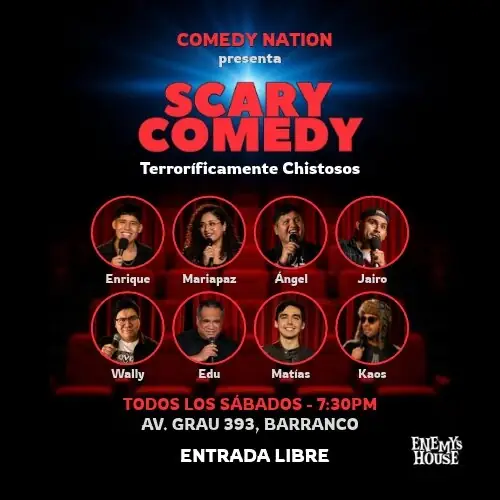 COMEDY NATION
presenta
SCARY
COMEDY
Terroríficamente Chistosos
Enrique Mariapaz Ángel Jairo
Wally Edu Matías Kaos
TODOS LOS SÁBADOS - 7:30PM
AV. GRAU 393, BARRANCO
ENTRADA LIBRE
ENEMYs
HOUSE